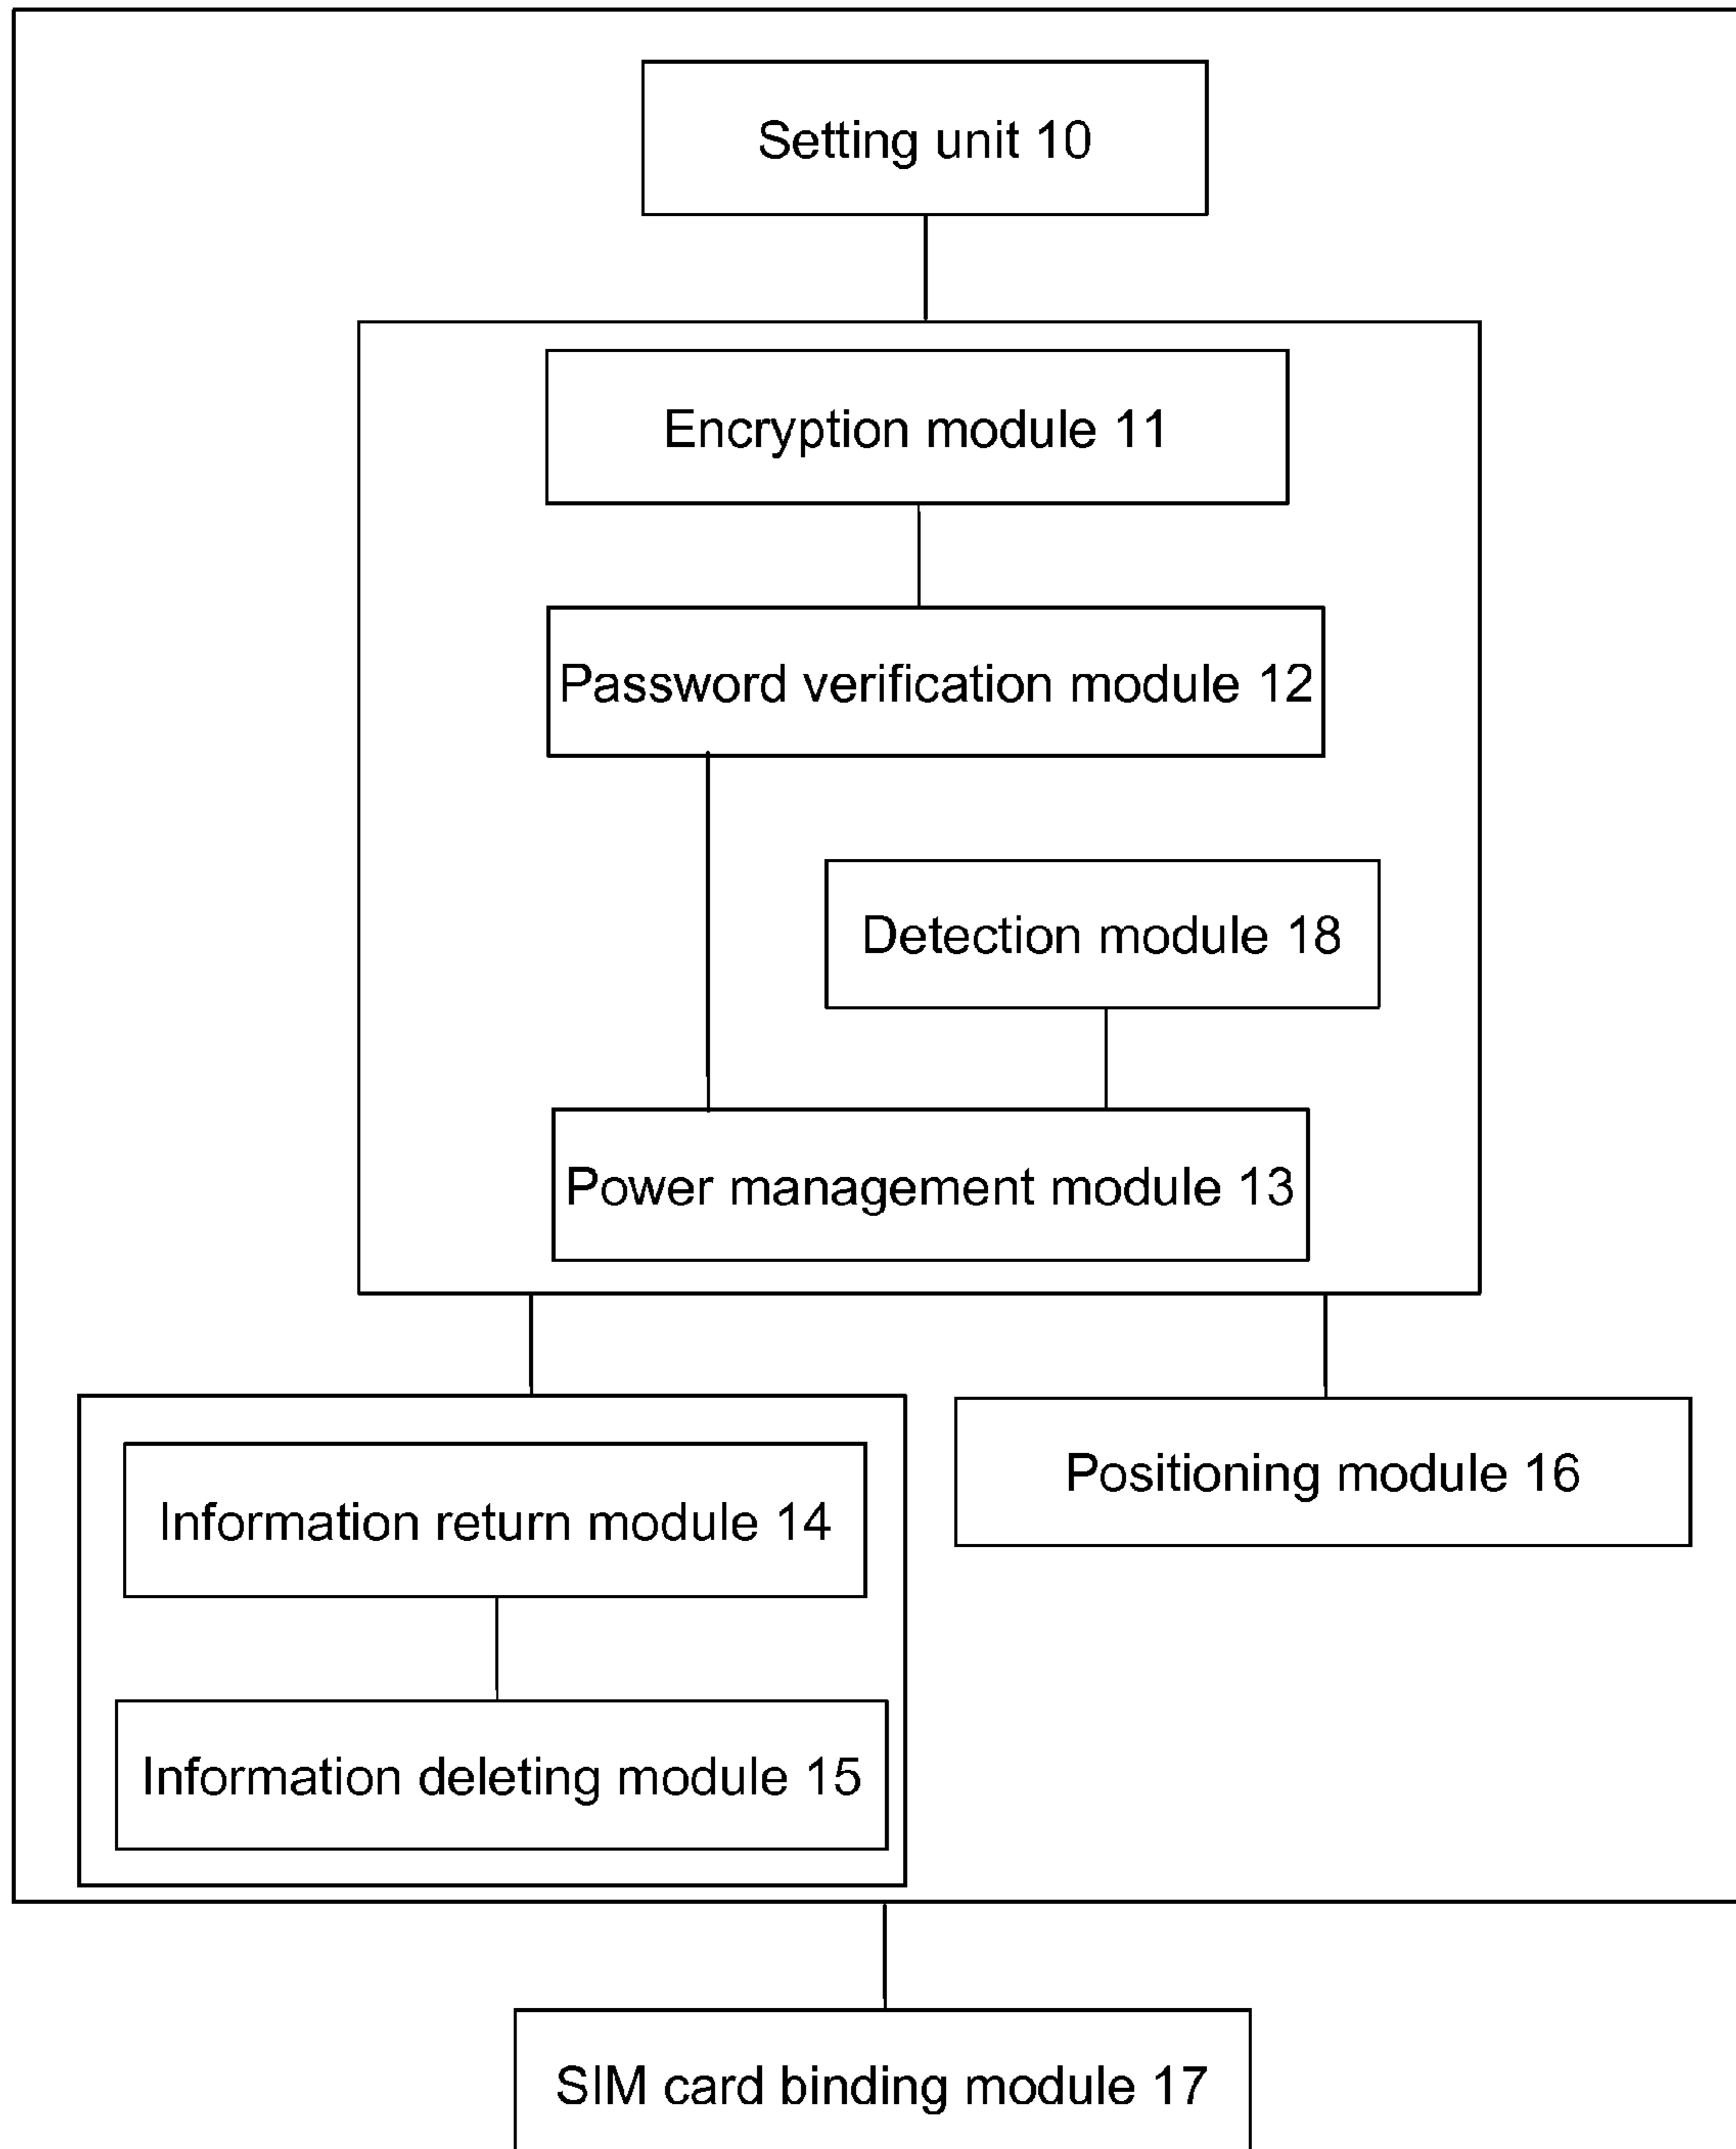 Setting unit 10
Encryption module 11
Password verification module 12
Detection module 18
Power management module 13
Information return module 14
Positioning module 16
Information deleting module 15
SIM card binding module 17